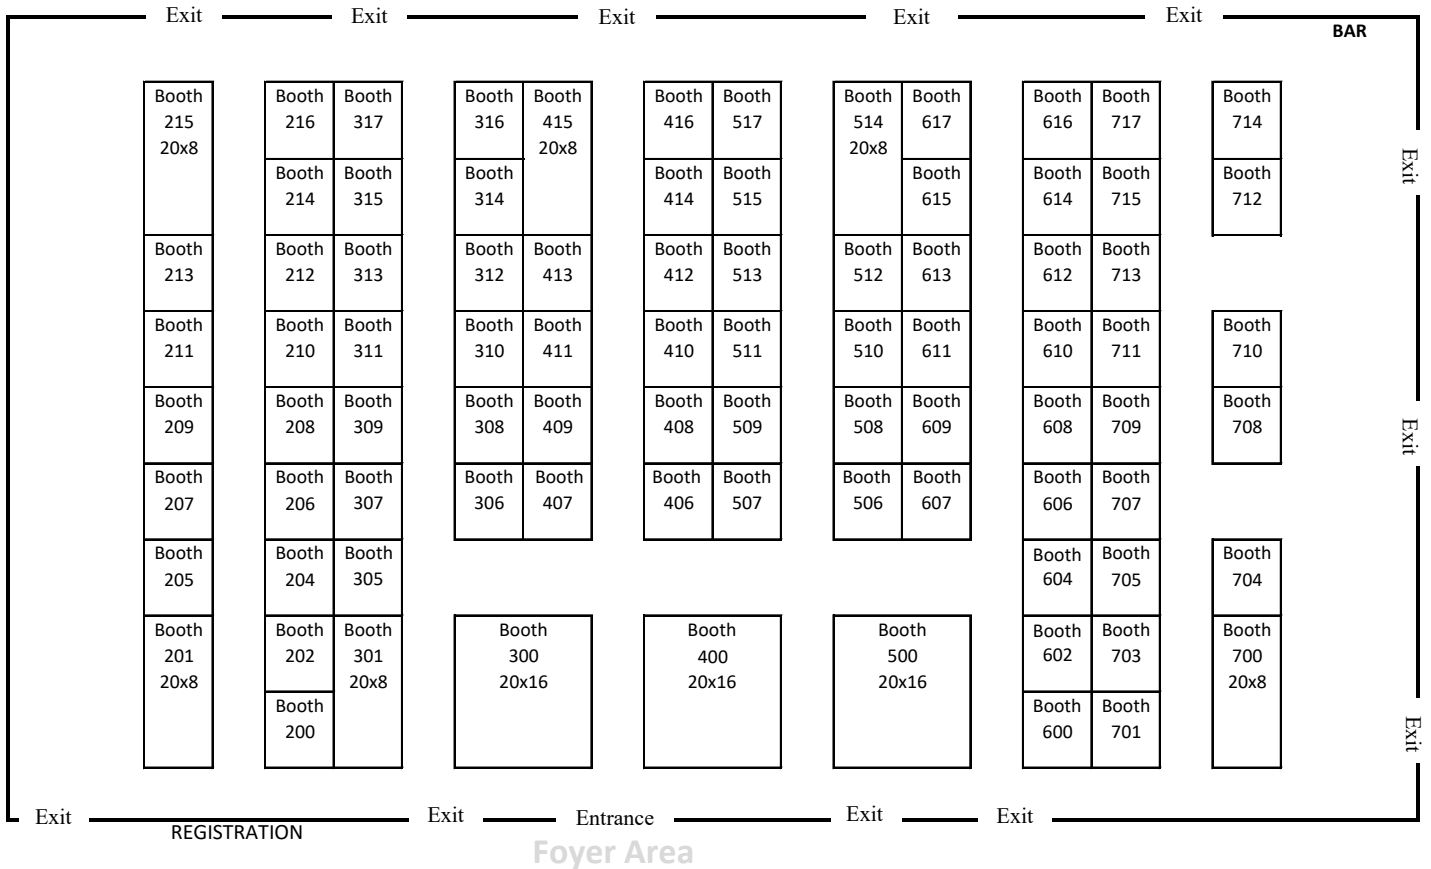 Exit Exit Exit Exit Exit
BAR
Booth Booth Booth Booth Booth Booth Booth Booth Booth Booth Booth Booth
215 216 317 316 415 416 517 514 617 616 717 714
20x8 20x8 20x8
Exit
Booth Booth Booth Booth Booth Booth Booth Booth Booth
214 315 314 414 515 615 614 715 712
Booth Booth Booth Booth Booth Booth Booth Booth Booth Booth Booth
213 212 313 312 413 412 513 512 613 612 713
Booth Booth Booth Booth Booth Booth Booth Booth Booth Booth Booth Booth
211 210 311 310 411 410 511 510 611 610 711 710
Booth Booth Booth Booth Booth Booth Booth Booth Booth Booth Booth Booth
209 208 309 308 409 408 509 508 609 608 709 708
Exit
Booth Booth Booth Booth Booth Booth Booth Booth Booth Booth Booth
207 206 307 306 407 406 507 506 607 606 707
Booth Booth Booth Booth Booth Booth
205 204 305 604 705 704
Booth Booth Booth Booth Booth Booth Booth Booth Booth
201 202 301 300 400 500 602 703 700
20x8 20x8 20x16 20x16 20x16 20x8
Booth Booth Booth
200 600 701
Exit
Exit Exit Entrance Exit Exit
REGISTRATION
Foyer Area